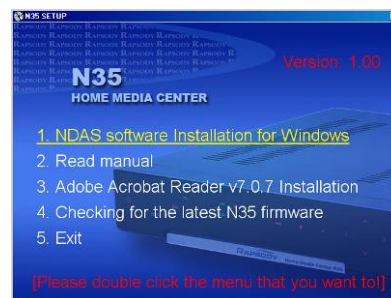 N35 SETUP
Version: 1.00
N35
HOME MEDIA CENTER
1. NDAS software Installation for Windows
2. Read manual
3. Adobe Acrobat Reader v7.0.7 Installation
4. Checking for the latest N35 firmware
5. Exit
RAPSODY
[Please double click the menu that you want to!]